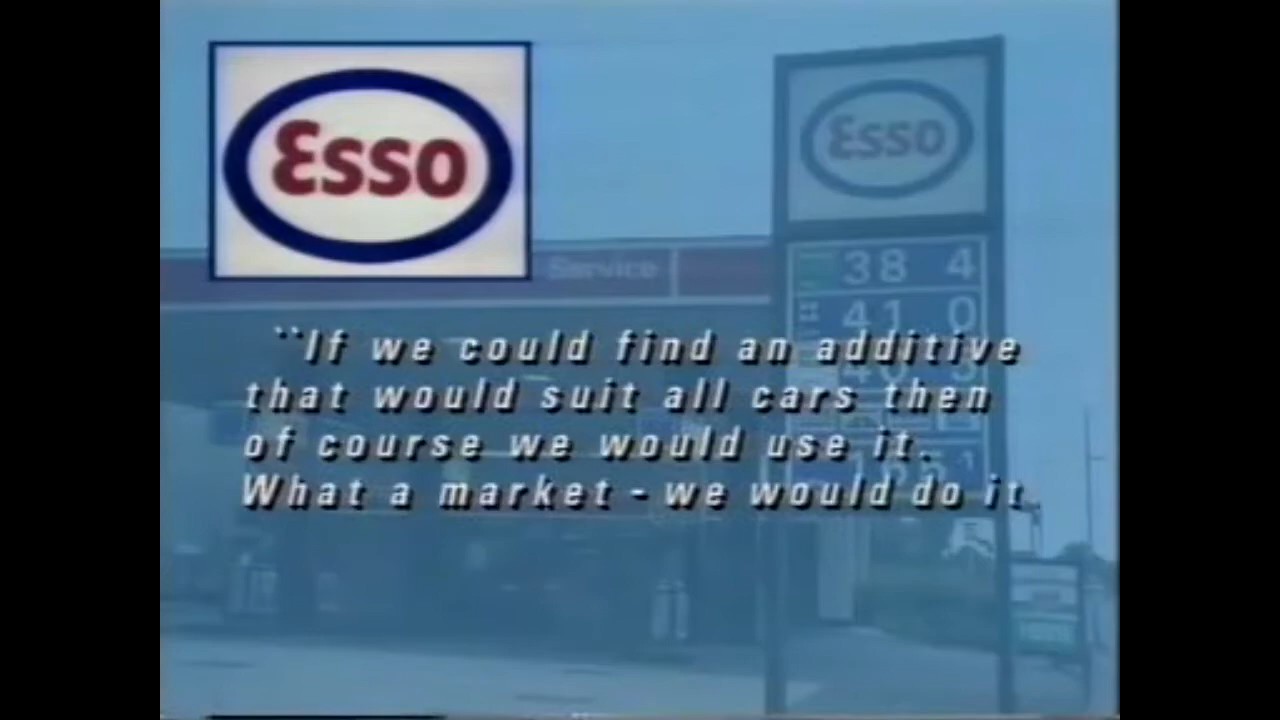 Esso
Esso
Service
38 4
41 0
``If we could find an additive
that would suit all cars then
of course we would use it.
What a market - we would do it.